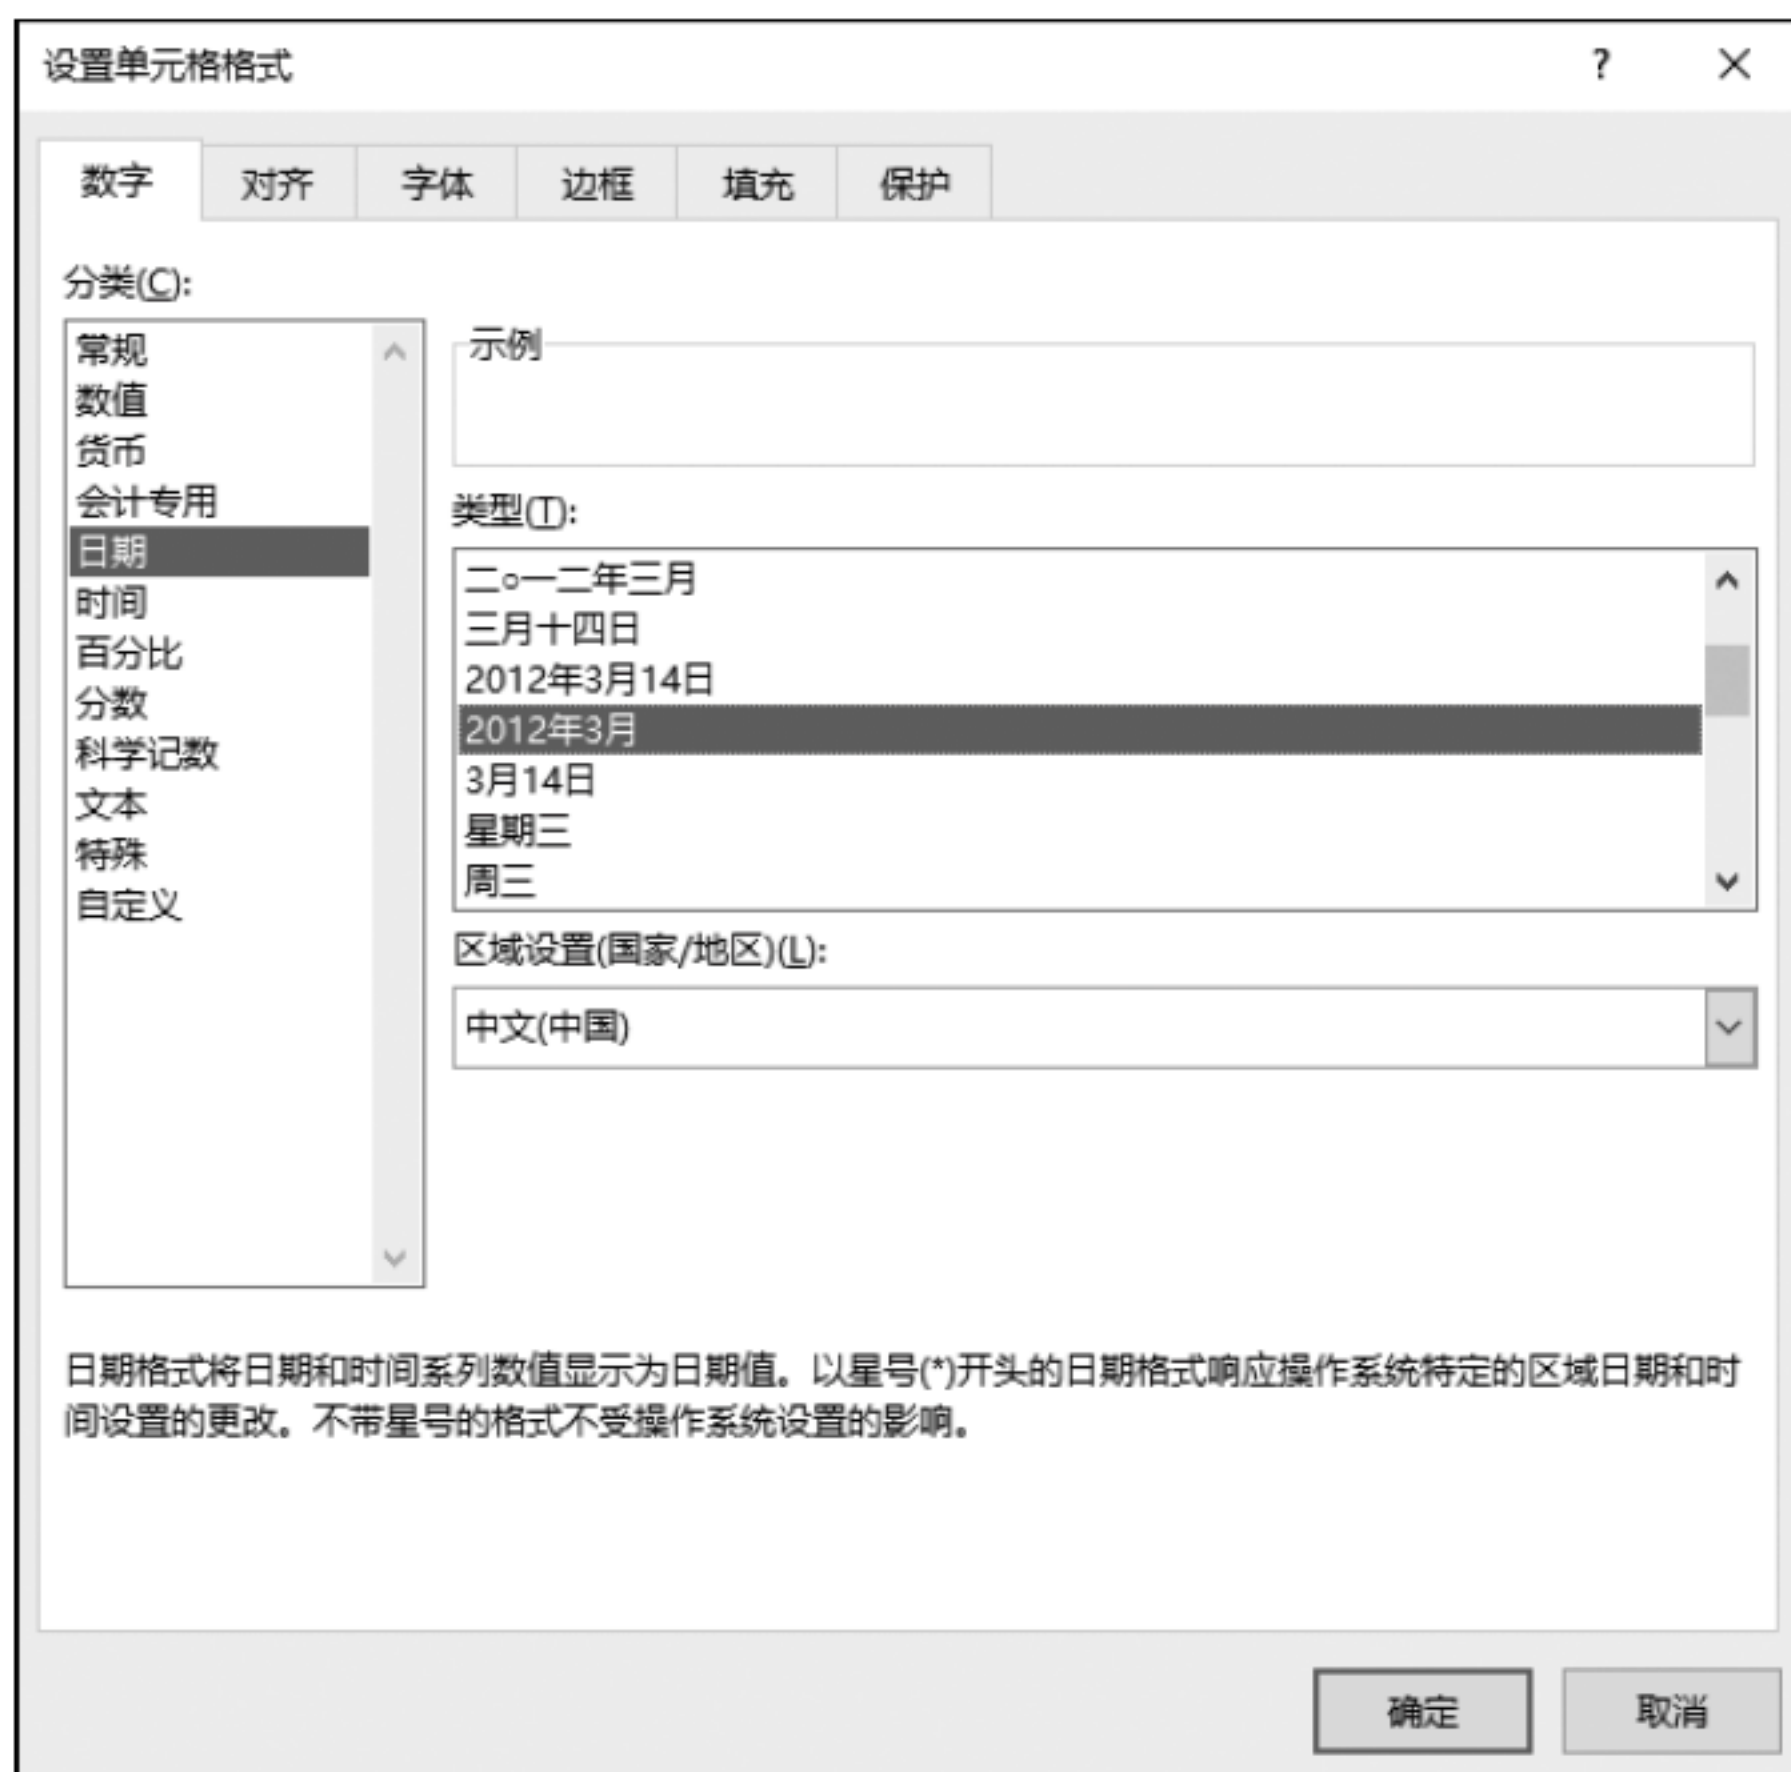 设置单元格格式 ?
数字 对齐 字体 边框 填充 保护
分类(C):
常规
数值
货币
会计专用
日期
时间
百分比
分数
科学记数
文本
特殊
自定义
示例
类型(T):
二○一二年三月
三月十四日
2012年3月14日
2012年3月
3月14日
星期三
周三
区域设置(国家/地区)(L):
中文(中国)
日期格式将日期和时间系列数值显示为日期值。以星号(*)开头的日期格式响应操作系统特定的区域日期和时
间设置的更改。不带星号的格式不受操作系统设置的影响。
确定 取消